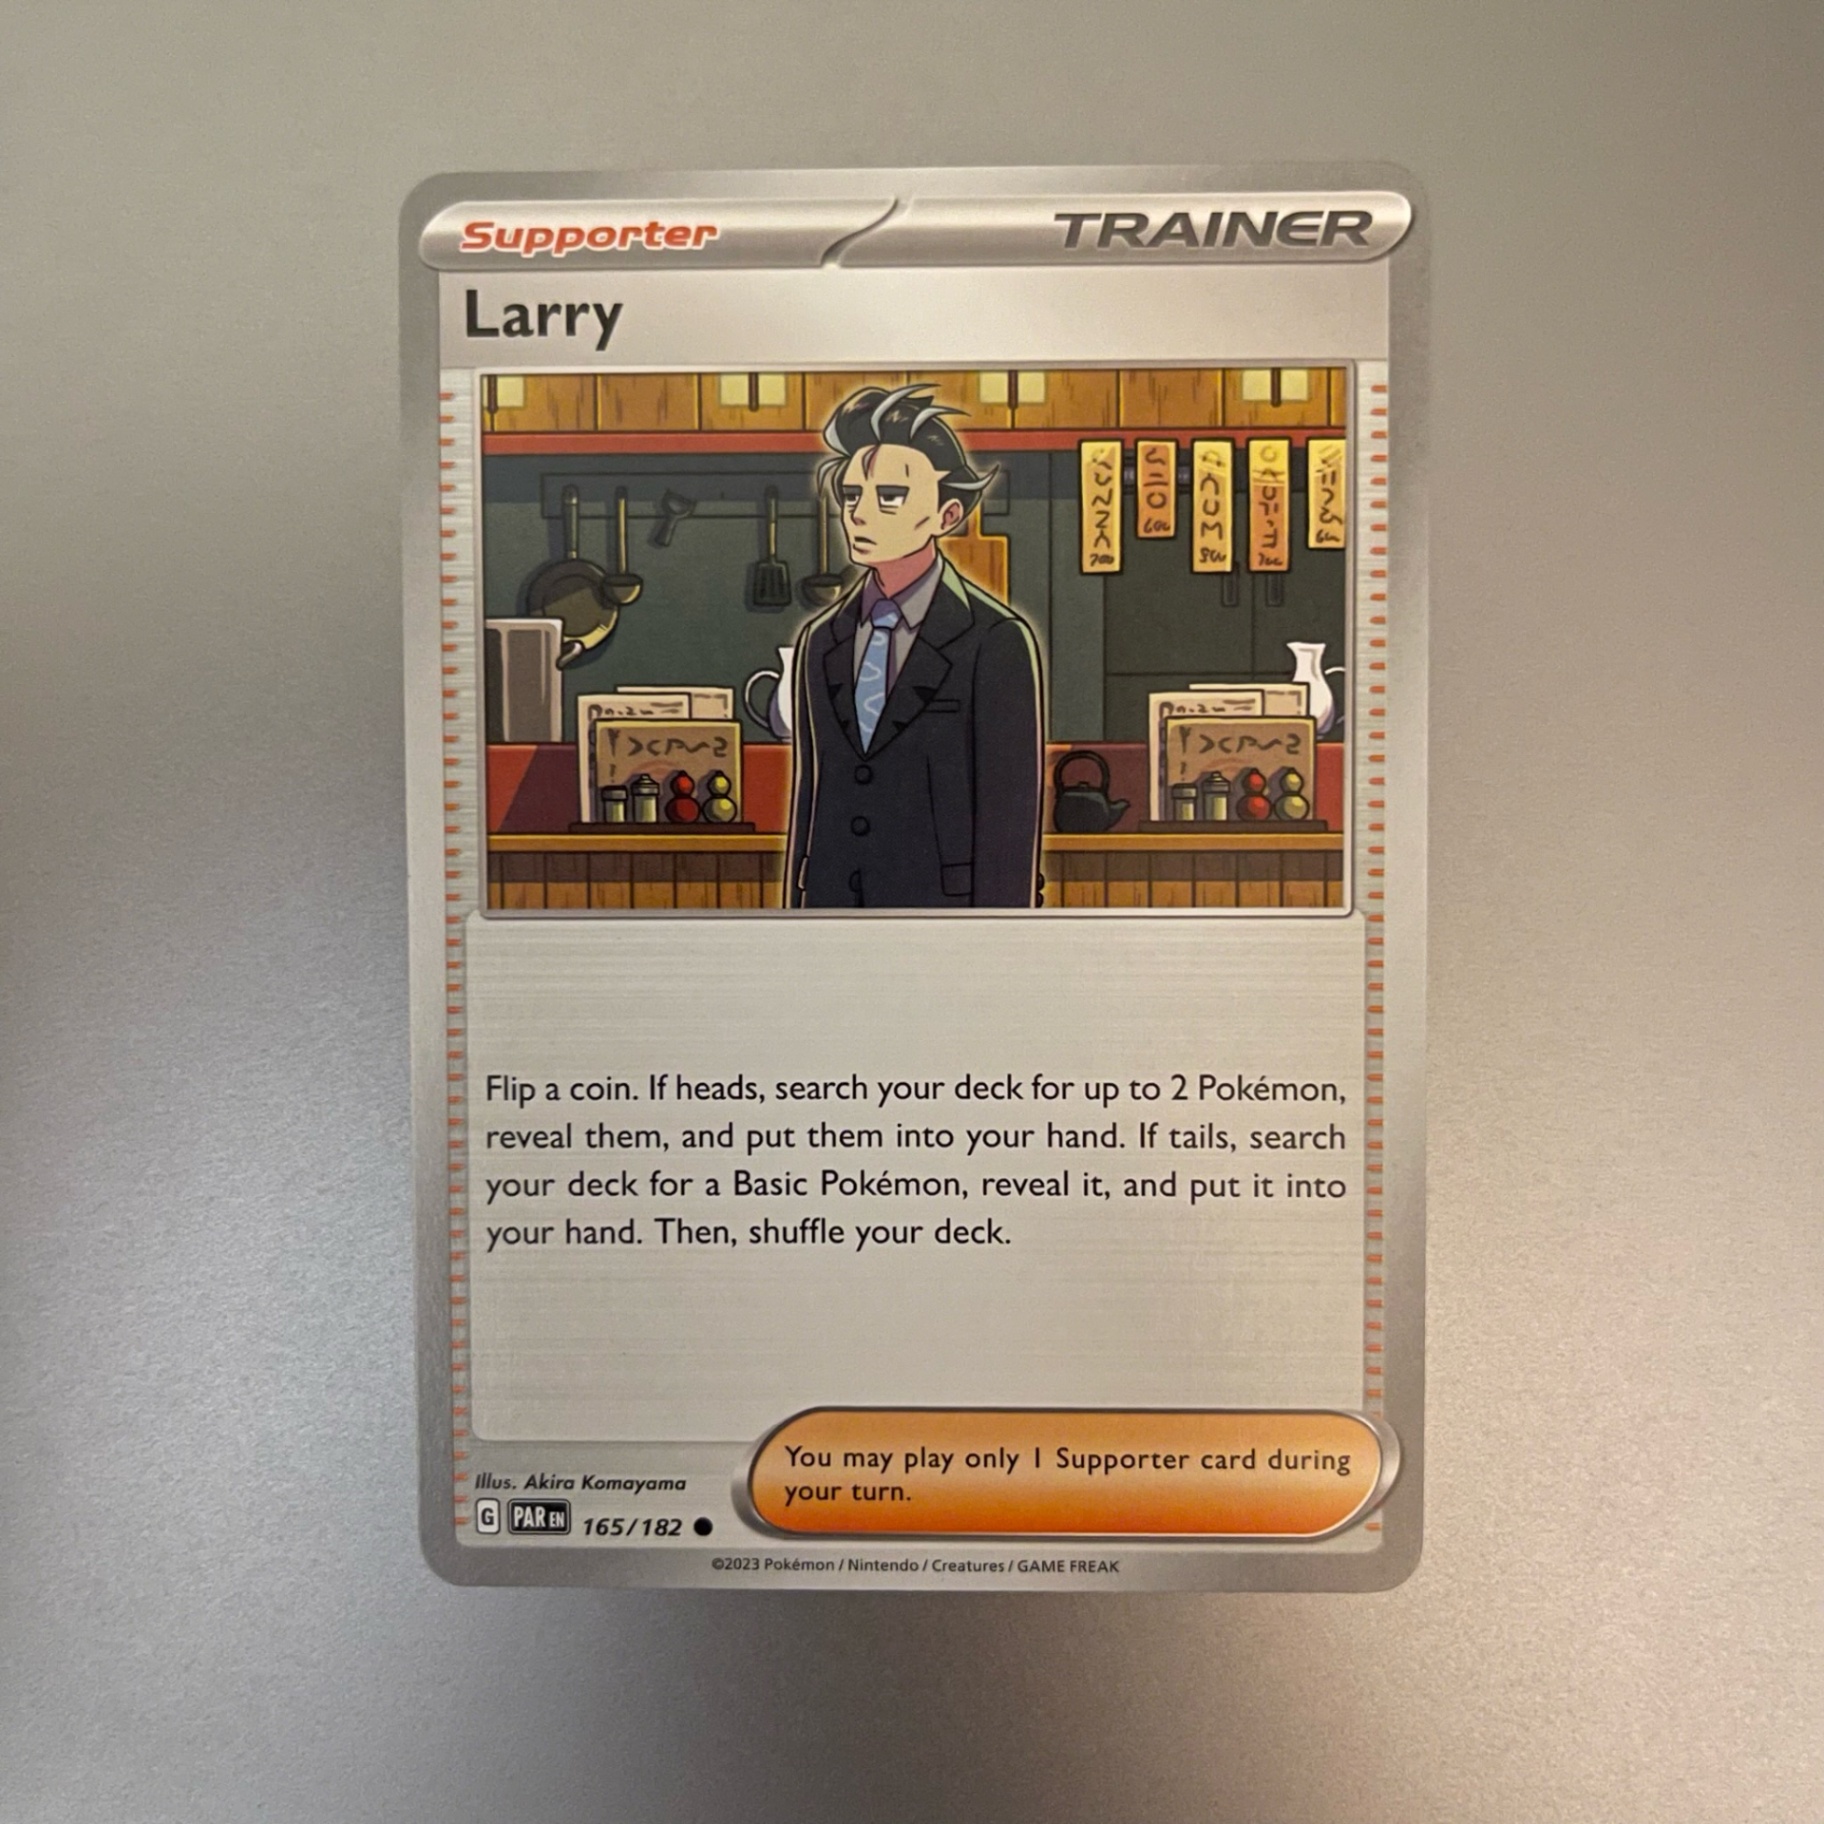 Supporter
TRAINER
Larry
Flip a coin. If heads, search your deck for up to 2 Pokémon,
reveal them, and put them into your hand. If tails, search
your deck for a Basic Pokémon, reveal it, and put it into
your hand. Then, shuffle your deck.
You may play only 1 Supporter card during
your turn.
Illus. Akira Komayama
G PAR EN 165/182
©2023 Pokémon / Nintendo / Creatures / GAME FREAK